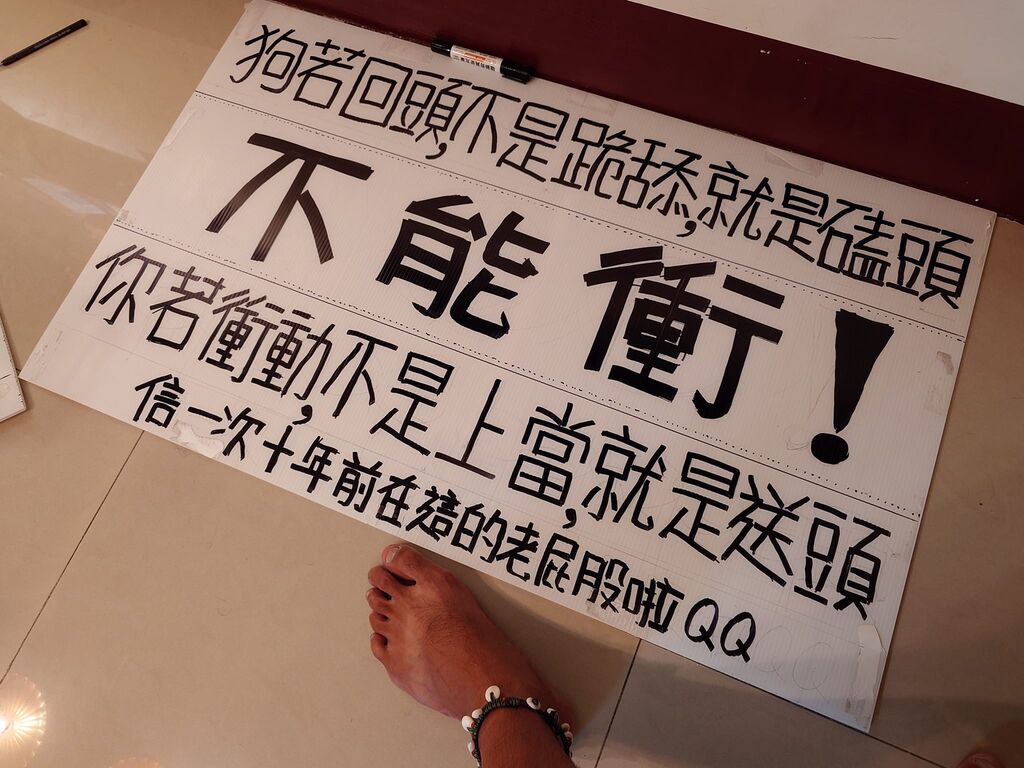 狗若回頭,不是跪舔,就是磕頭
不能衝!
你若衝動,不是上當,就是送頭
信一次十年前在這的老屁股啦QQ